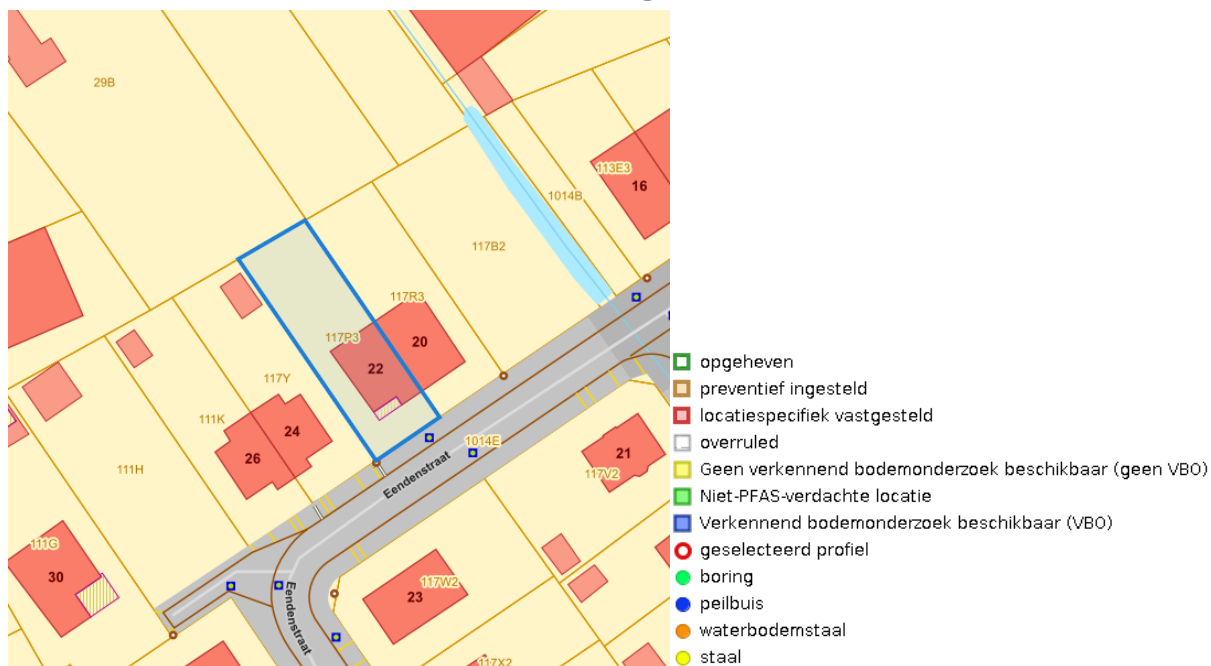 29B
113E3
16
1014B
117B2
117R3
117P3
20
22
117Y
111K
24
26
1014E
Eendenstraat
21
117V2
111H
111G
30
Eendenstraat
117W2
23
117X2
opgeheven
preventief ingesteld
locatiespecifiek vastgesteld
overruled
Geen verkennend bodemonderzoek beschikbaar (geen VBO)
Niet-PFAS-verdachte locatie
Verkennend bodemonderzoek beschikbaar (VBO)
geselecteerd profiel
boring
peilbuis
waterbodemstaal
staal